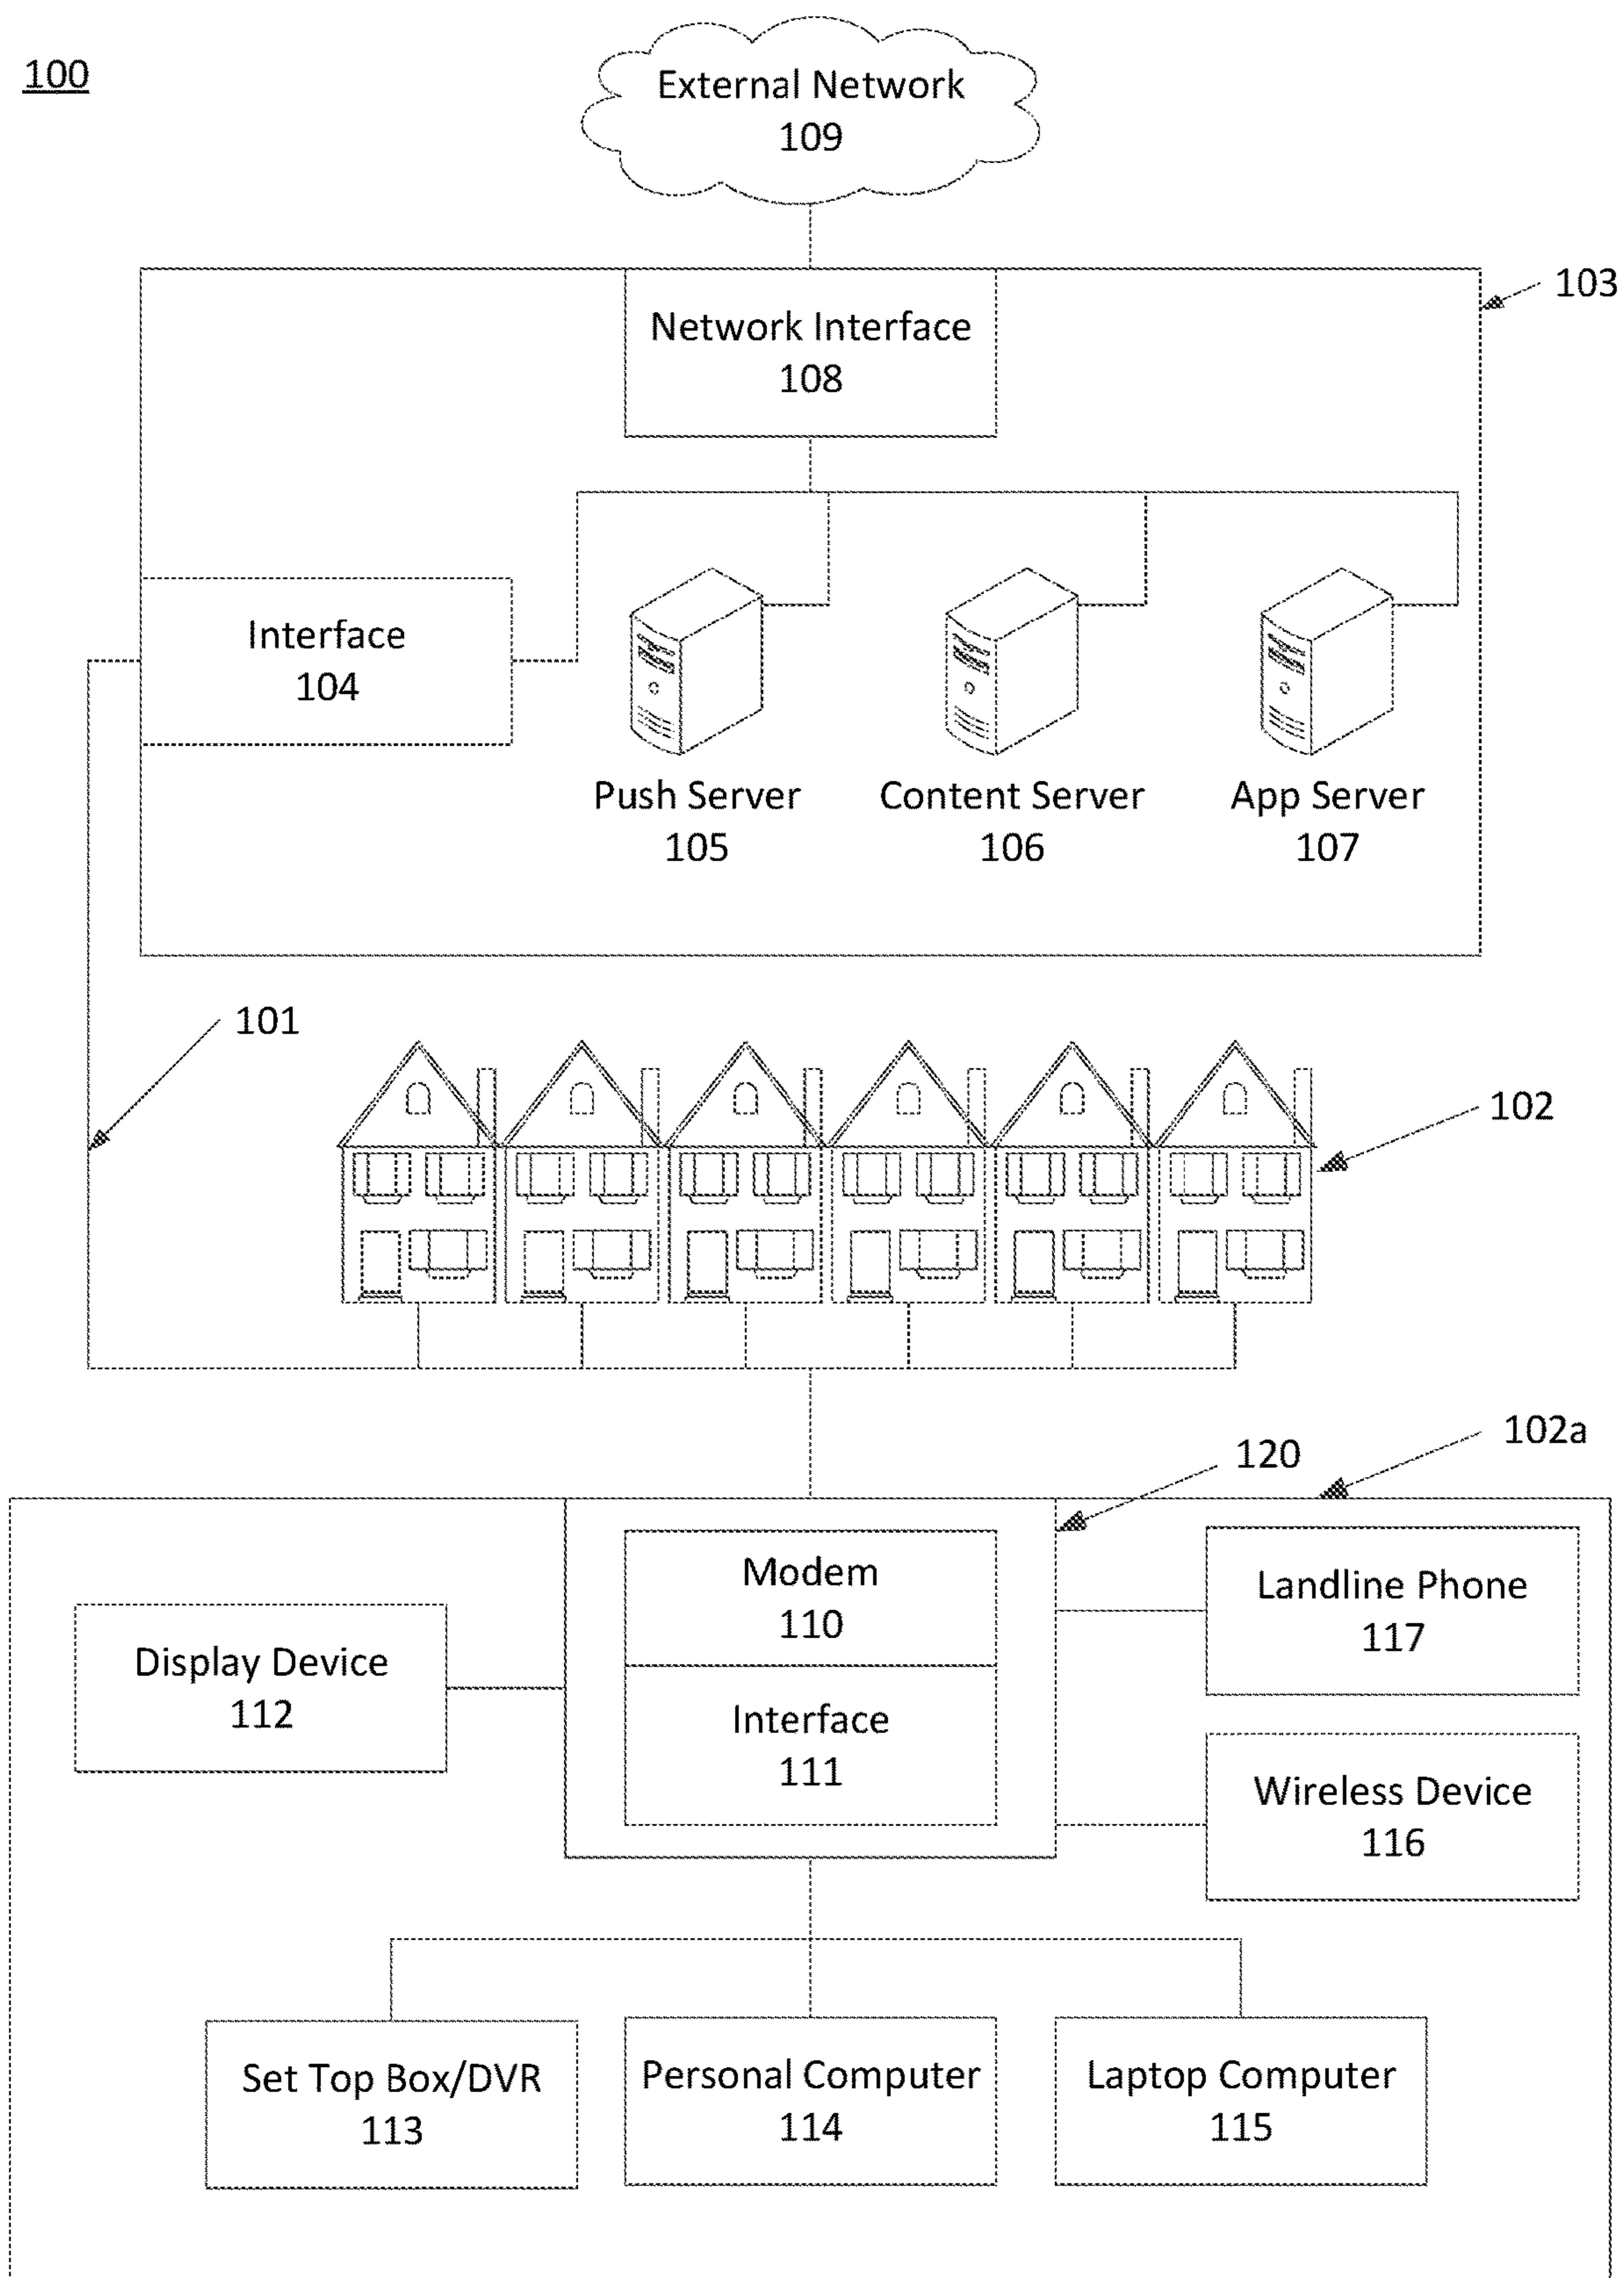 100
External Network
109
103
Network Interface
108
Interface
104
Push Server
105
Content Server
106
App Server
107
101
102
102a
120
Modem
110
Interface
111
Display Device
112
Landline Phone
117
Wireless Device
116
Set Top Box/DVR
113
Personal Computer
114
Laptop Computer
115